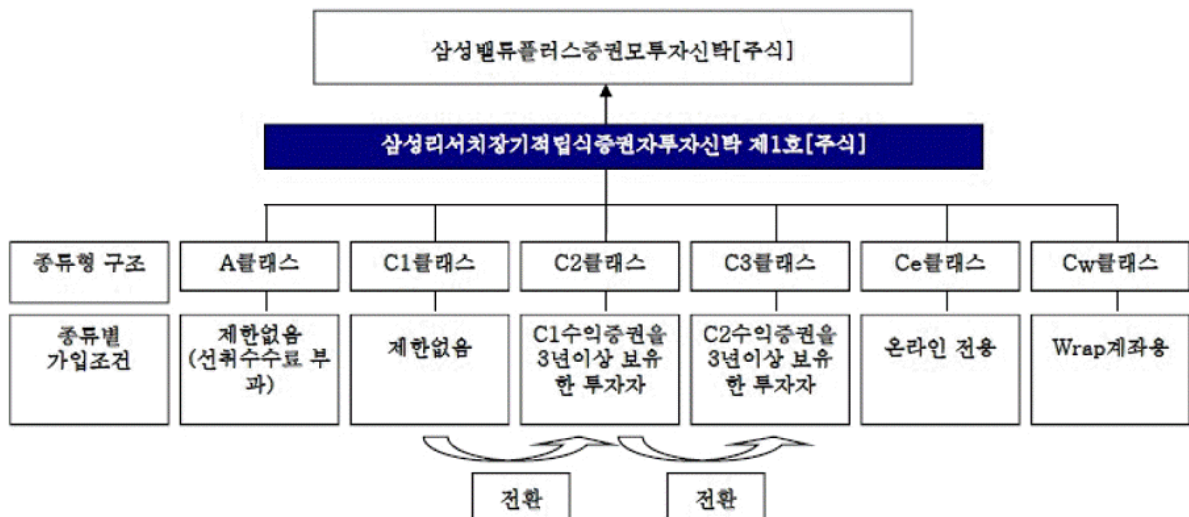 삼성밸류플러스증권모투자신탁[주식]
삼성리서치장기적립식증권자투자신탁 제1호[주식]
종류형 구조
A클래스
C1클래스
C2클래스
C3클래스
Ce클래스
Cw클래스
종류별
가입조건
제한없음
(선취수수료 부
과)
제한없음
C1수익증권을
3년이상 보유
한 투자자
C2수익증권을
3년이상 보유
한 투자자
온라인 전용
Wrap계좌용
전환
전환